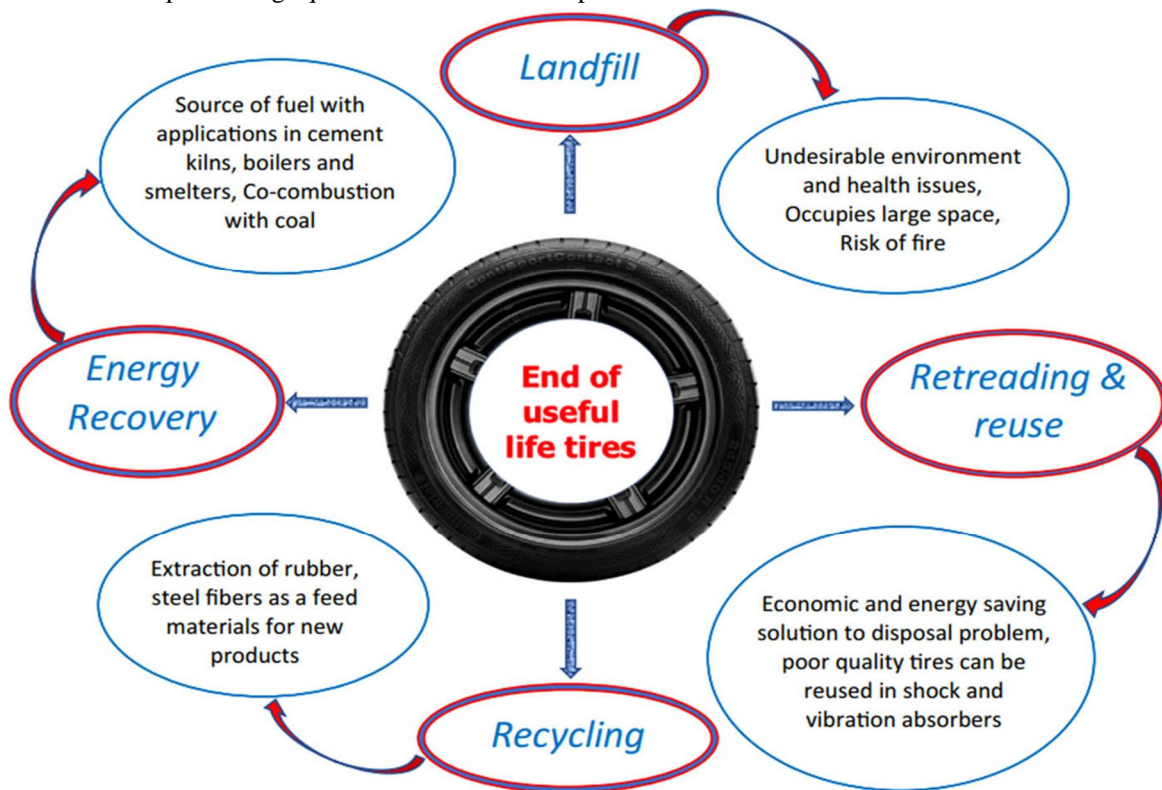 Landfill
Source of fuel with
applications in cement
kilns, boilers and
smelters, Co-combustion
with coal
Undesirable environment
and health issues,
Occupies large space,
Risk of fire
ContiSportContact 3
Energy
Recovery
End of
useful
life tires
Retreading &
reuse
Extraction of rubber,
steel fibers as a feed
materials for new
products
Economic and energy saving
solution to disposal problem,
poor quality tires can be
reused in shock and
vibration absorbers
Recycling